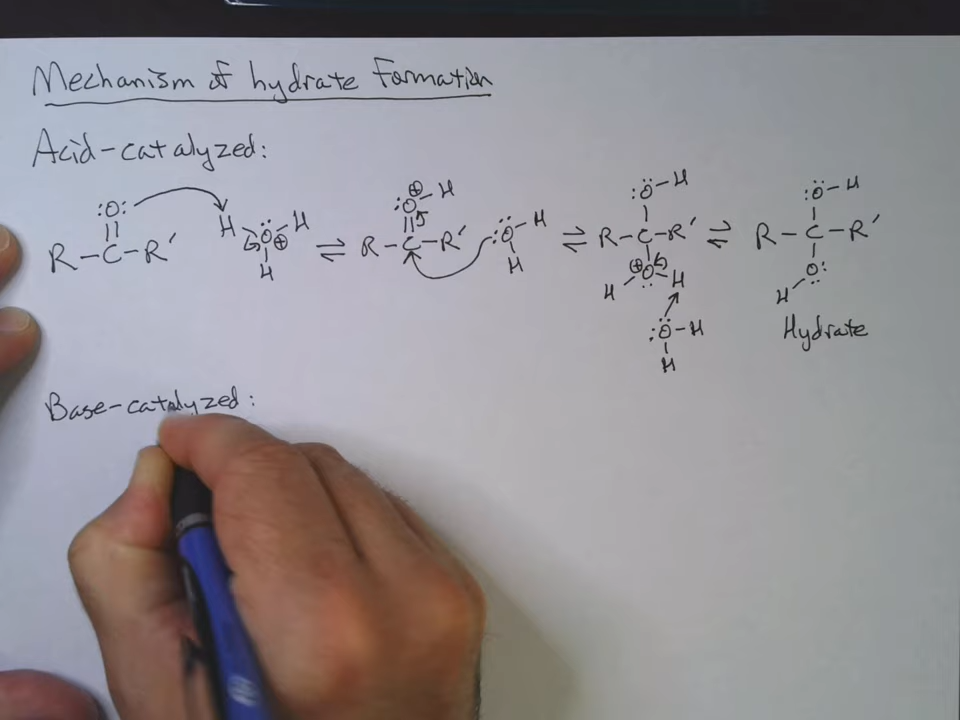 Mechanism of hydrate Formation
Acid-catalyzed:
:Ö: H H :O-H :Ö-H :Ö-H
R-C-R' O⊕ H ⇌ R-C-R' :Ö-H H ⇌ R-C-R' ⇌ R-C-R'
⊕O H H O: H
:Ö-H H
Hydrate
Base-catalyzed: